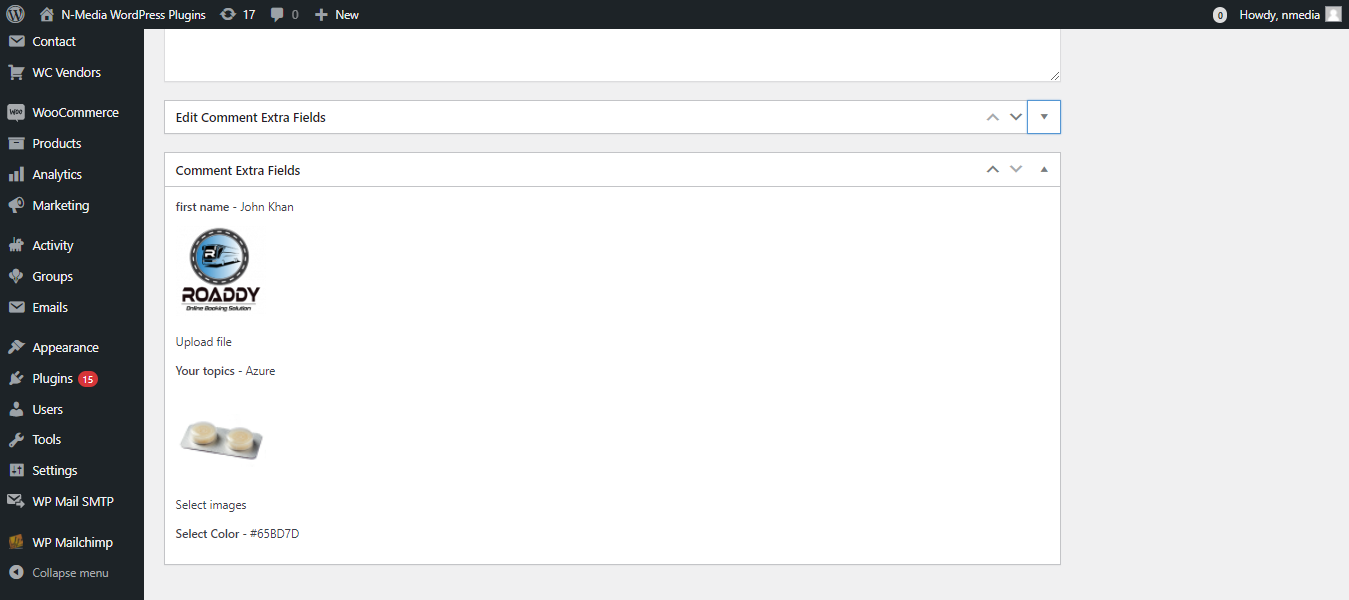 N-Media WordPress Plugins 17 0 New 0 Howdy, nmedia
Contact
WC Vendors
WooCommerce
Products
Analytics
Marketing
Activity
Groups
Emails
Appearance
Plugins 15
Users
Tools
Settings
WP Mail SMTP
WP Mailchimp
Collapse menu
Edit Comment Extra Fields
Comment Extra Fields
first name - John Khan
R
ROADDY
Online Booking Solution
Upload file
Your topics - Azure
Select images
Select Color - #65BD7D